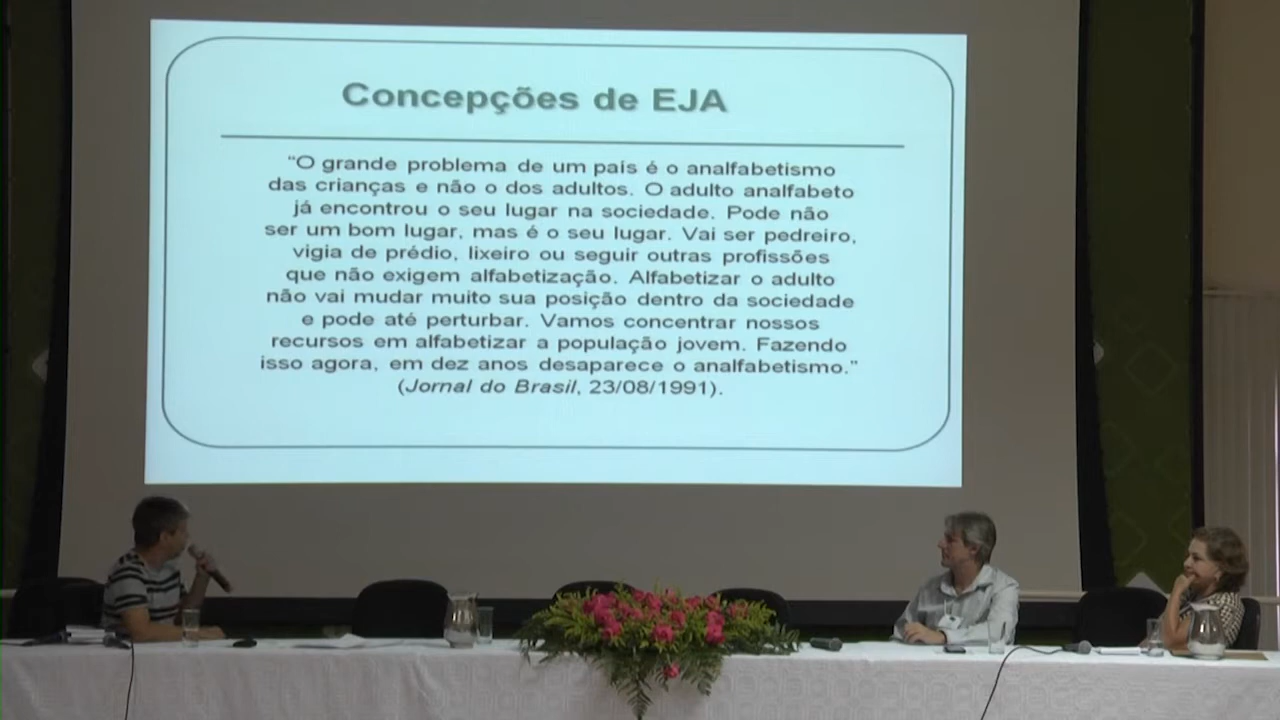 Concepções de EJA
"O grande problema de um país é o analfabetismo
das crianças e não o dos adultos. O adulto analfabeto
já encontrou o seu lugar na sociedade. Pode não
ser um bom lugar, mas é o seu lugar. Vai ser pedreiro,
vigia de prédio, lixeiro ou seguir outras profissões
que não exigem alfabetização. Alfabetizar o adulto
não vai mudar muito sua posição dentro da sociedade
e pode até perturbar. Vamos concentrar nossos
recursos em alfabetizar a população jovem. Fazendo
isso agora, em dez anos desaparece o analfabetismo."
(Jornal do Brasil, 23/08/1991).